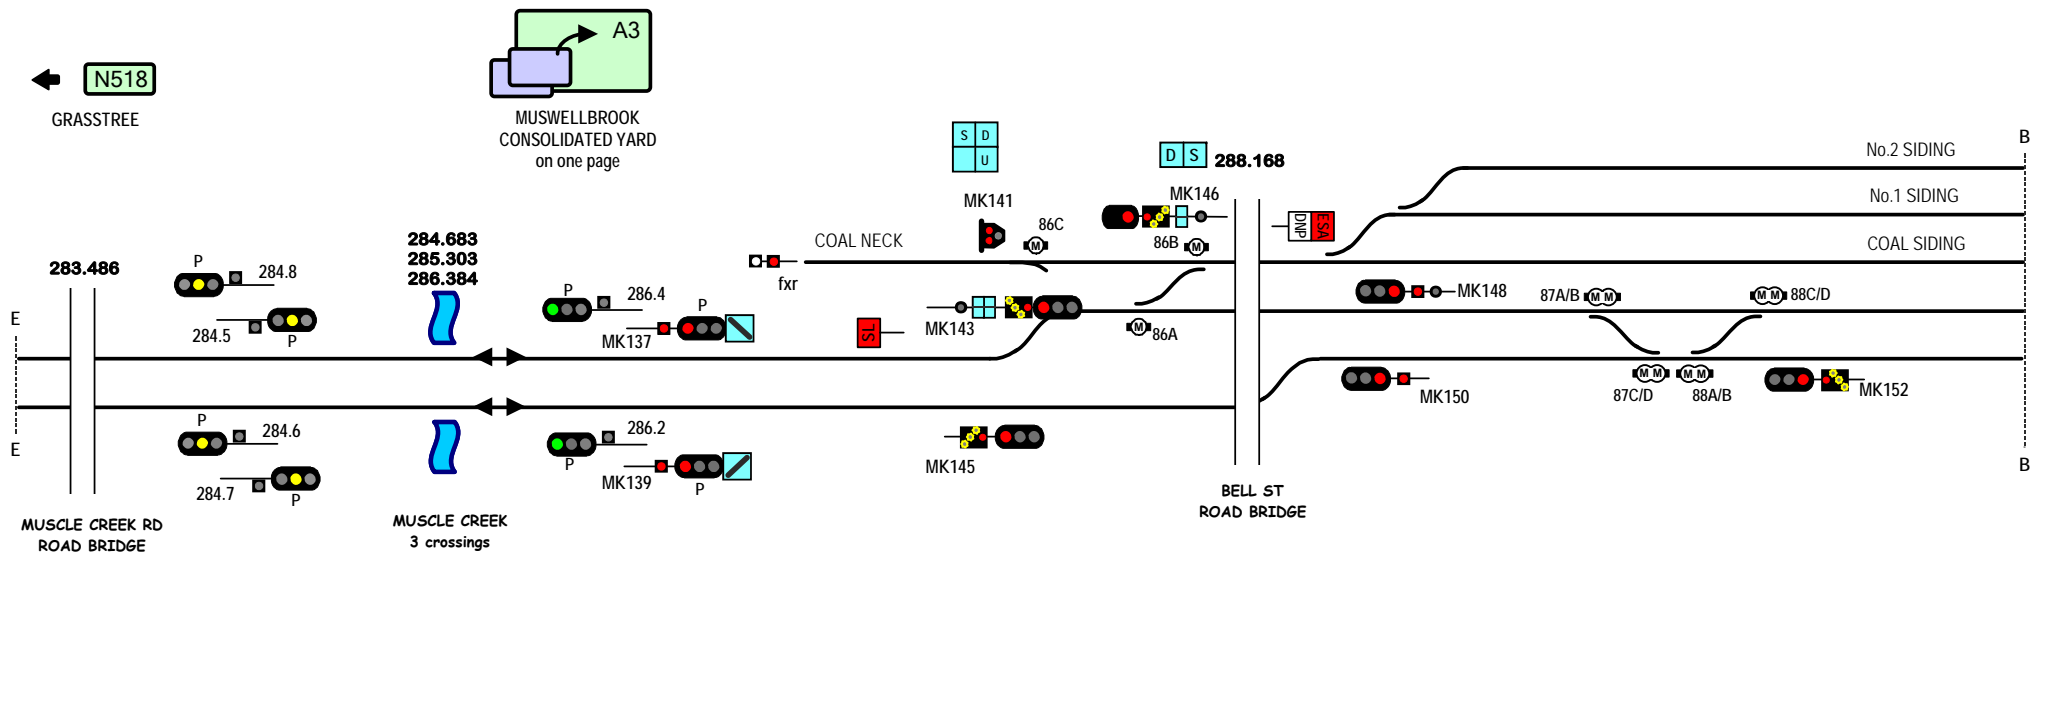 A3
N518
GRASSTREE
MUSWELLBROOK
CONSOLIDATED YARD
on one page
S D
U
D S
288.168
B
No.2 SIDING
MK141
MK146
No.1 SIDING
86C
COAL NECK
86B
M
M
DNP
ESA
COAL SIDING
283.486
P
284.8
284.683
285.303
286.384
fxr
P
286.4
P
MK137
MK143
SL
M
86A
MK148
87A/B
M M
M M
88C/D
E
284.5
P
E
P
284.6
284.7
P
286.2
P
MK139
P
MK145
MK150
M M
M M
87C/D
88A/B
MK152
B
MUSCLE CREEK RD
ROAD BRIDGE
MUSCLE CREEK
3 crossings
BELL ST
ROAD BRIDGE